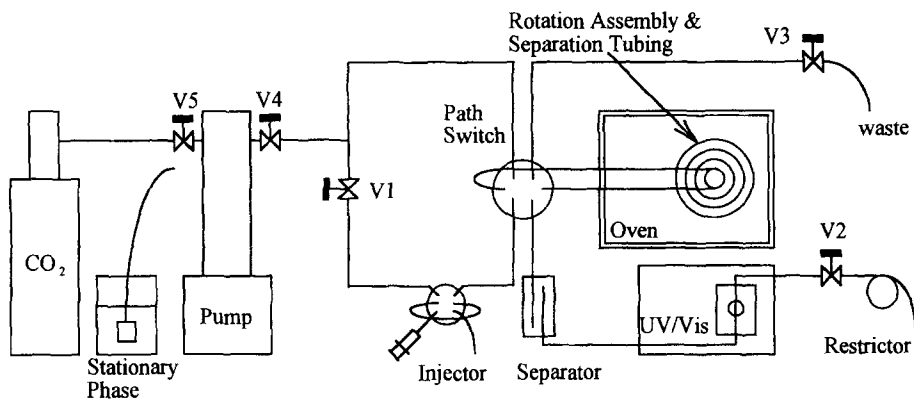 Rotation Assembly &
Separation Tubing
V3
V5
V4
Path
Switch
waste
V1
Oven
V2
CO2
Pump
UV/Vis
Stationary
Phase
Injector
Separator
Restrictor